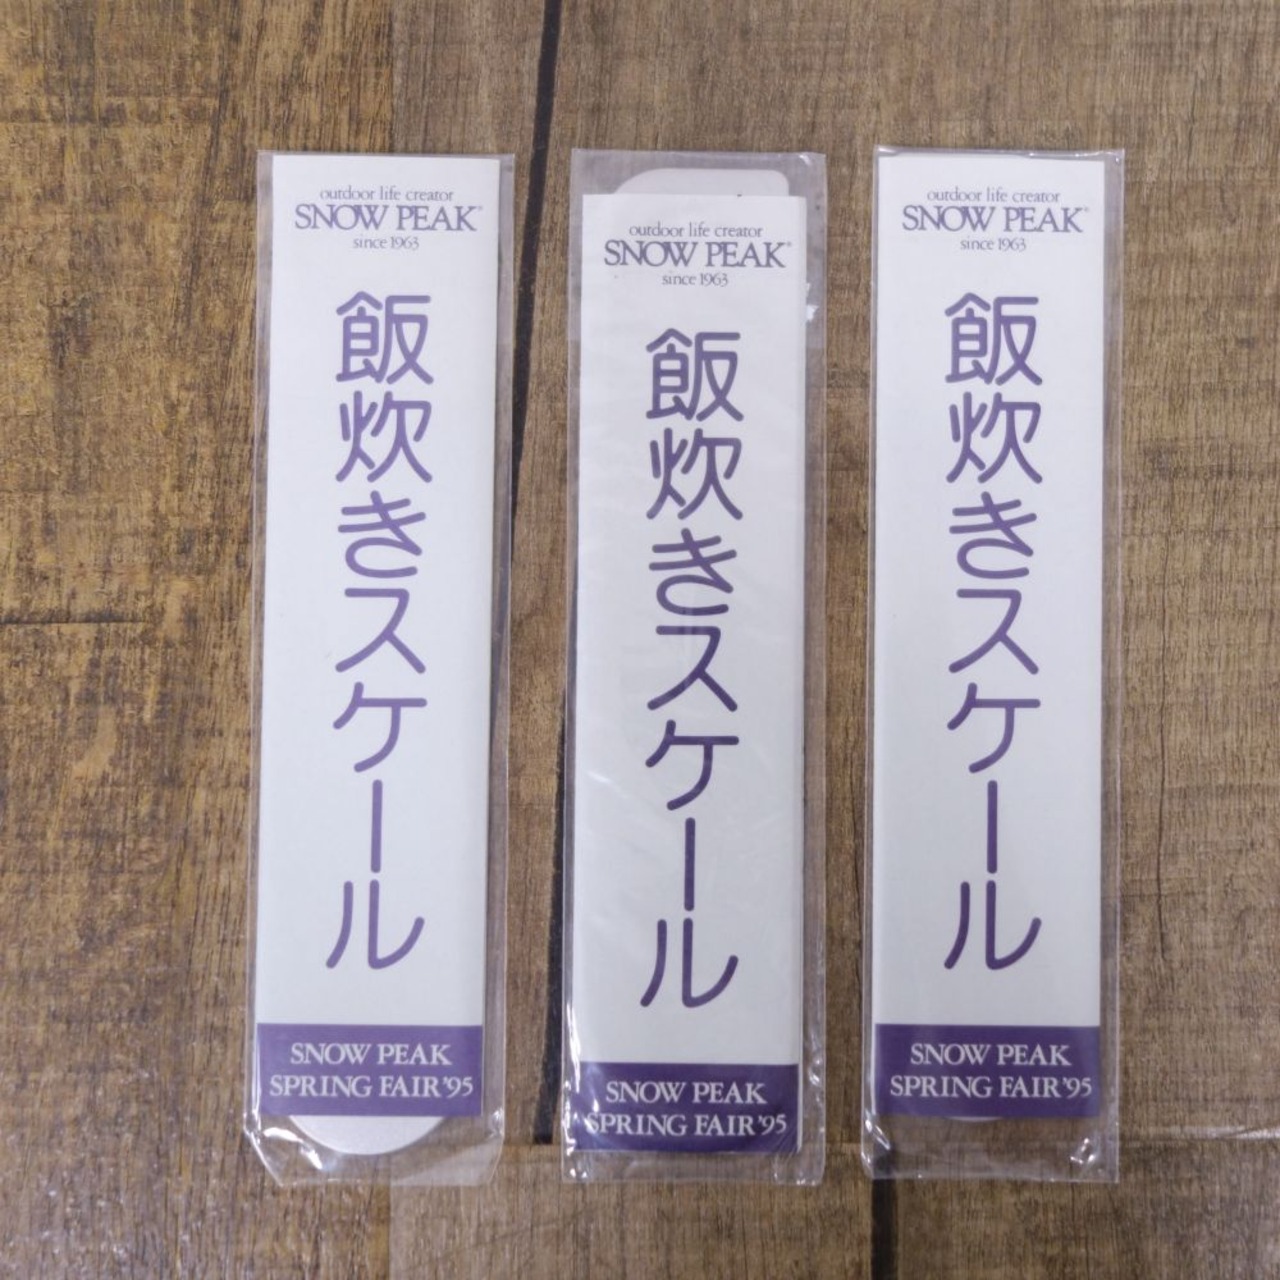 outdoor life creator
SNOW PEAK®
since 1963
飯炊きスケール
SNOW PEAK
SPRING FAIR '95
outdoor life creator
SNOW PEAK®
since 1963
飯炊きスケール
SNOW PEAK
SPRING FAIR '95
outdoor life creator
SNOW PEAK®
since 1963
飯炊きスケール
SNOW PEAK
SPRING FAIR '95